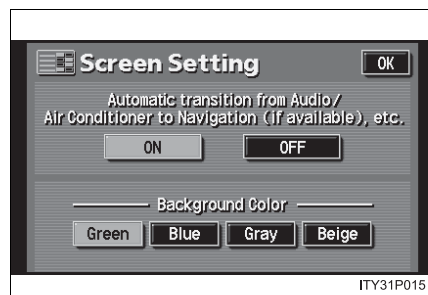 Screen Setting
OK
Automatic transition from Audio/
Air Conditioner to Navigation (if available), etc.
ON OFF
Background Color
Green Blue Gray Beige
ITY31P015